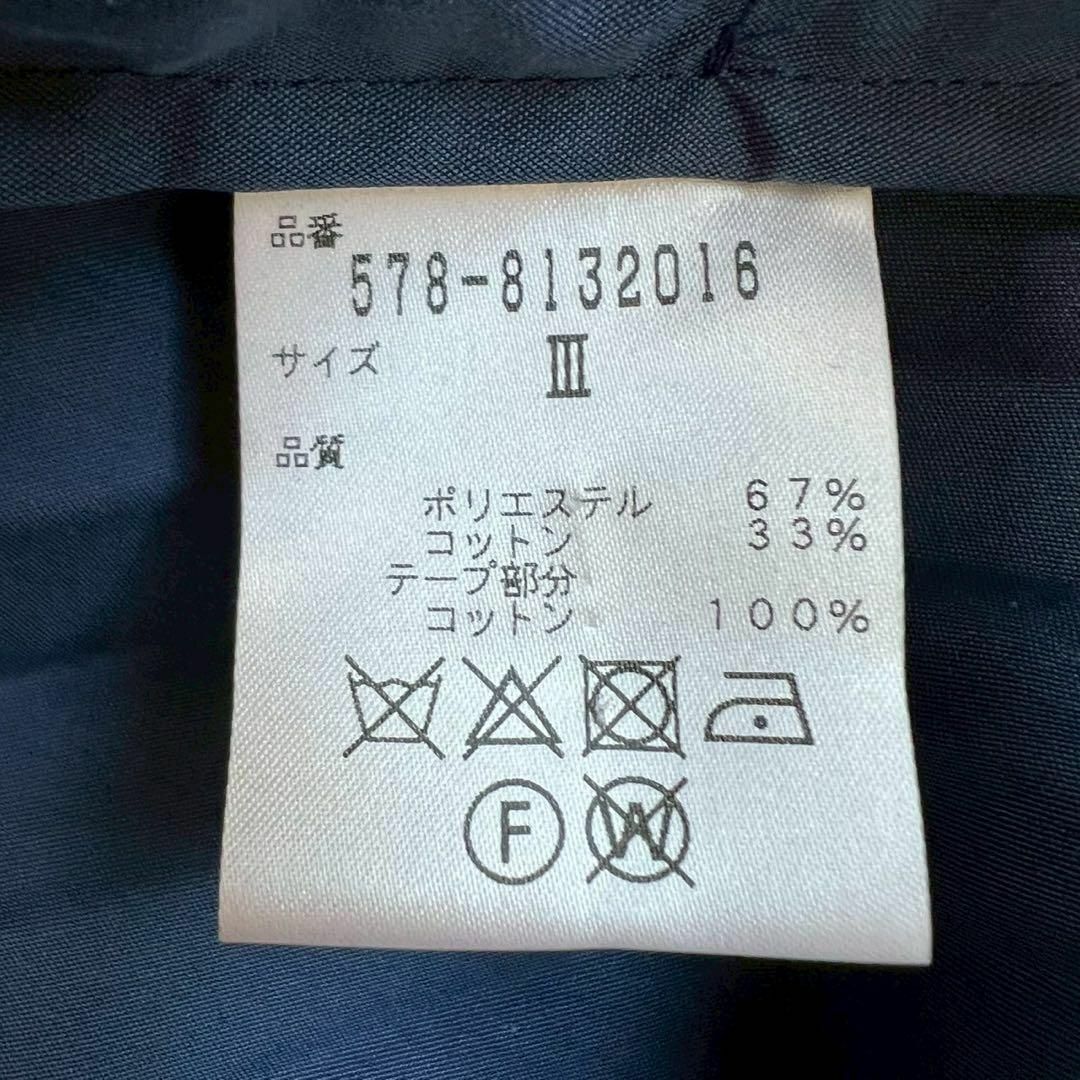 品番
578-8132016
サイズ Ⅲ
品質
ポリエステル 67%
コットン 33%
テープ部分
コットン 100%
F W